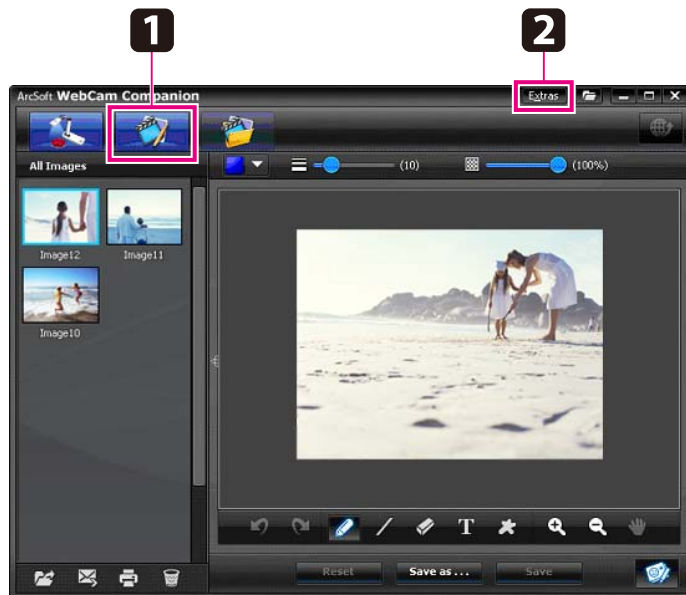 1
2
ArcSoft WebCam Companion
Extras
All Images
(10)
(100%)
Image12
Image11
Image10
T
Reset
Save as ...
Save